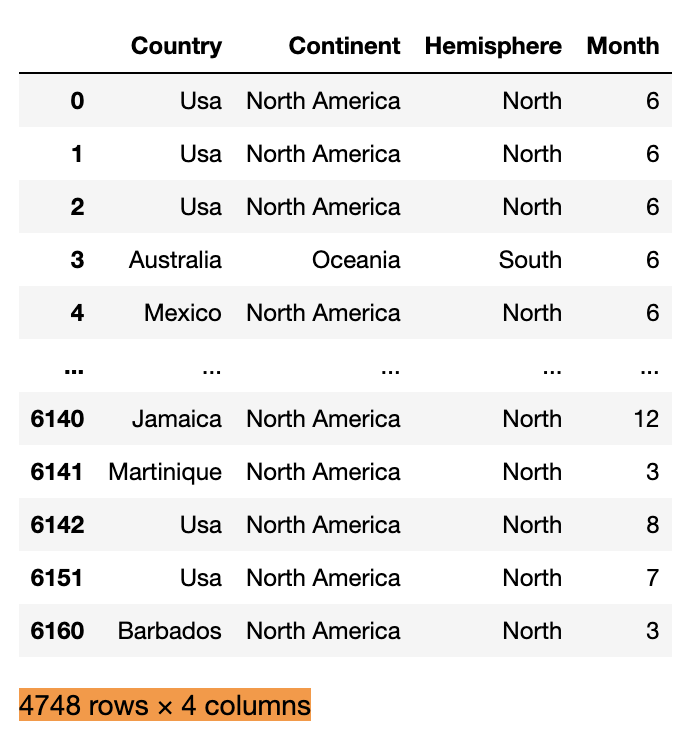 Country Continent Hemisphere Month
0 Usa North America North 6
1 Usa North America North 6
2 Usa North America North 6
3 Australia Oceania South 6
4 Mexico North America North 6
... ... ... ... ...
6140 Jamaica North America North 12
6141 Martinique North America North 3
6142 Usa North America North 8
6151 Usa North America North 7
6160 Barbados North America North 3
4748 rows × 4 columns